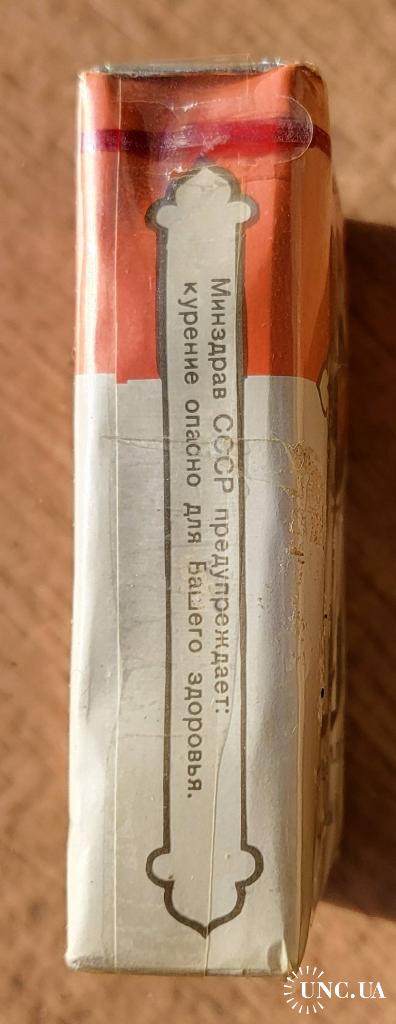 Минздрав СССР предупреждает:
курение опасно для Вашего здоровья.
UNC.UA